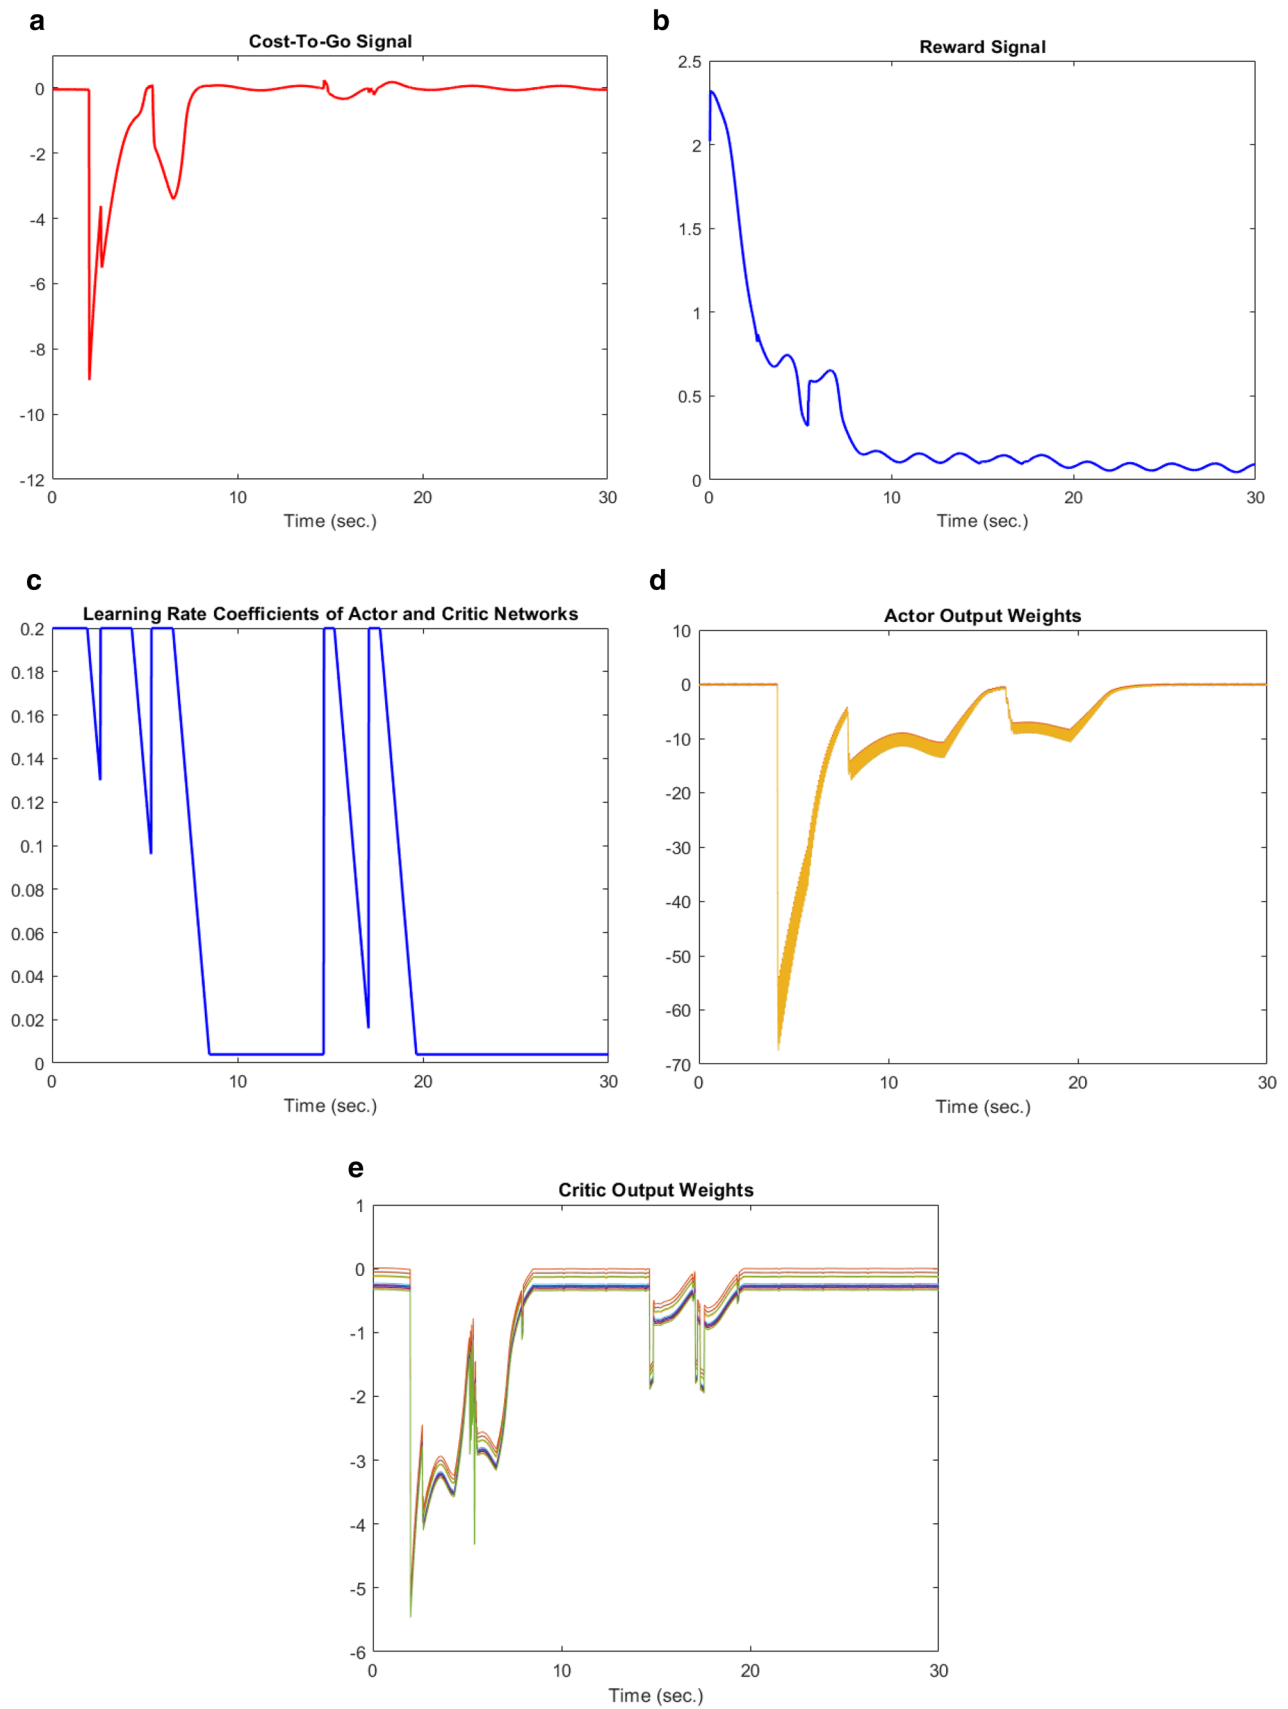 a
Cost-To-Go Signal
0
-2
-4
-6
-8
-10
-12
0 10 20 30
Time (sec.)
b
Reward Signal
2.5
2
1.5
1
0.5
0
0 10 20 30
Time (sec.)
c
Learning Rate Coefficients of Actor and Critic Networks
0.2
0.18
0.16
0.14
0.12
0.1
0.08
0.06
0.04
0.02
0
0 10 20 30
Time (sec.)
d
Actor Output Weights
10
0
-10
-20
-30
-40
-50
-60
-70
0 10 20 30
Time (sec.)
e
Critic Output Weights
1
0
-1
-2
-3
-4
-5
-6
0 10 20 30
Time (sec.)